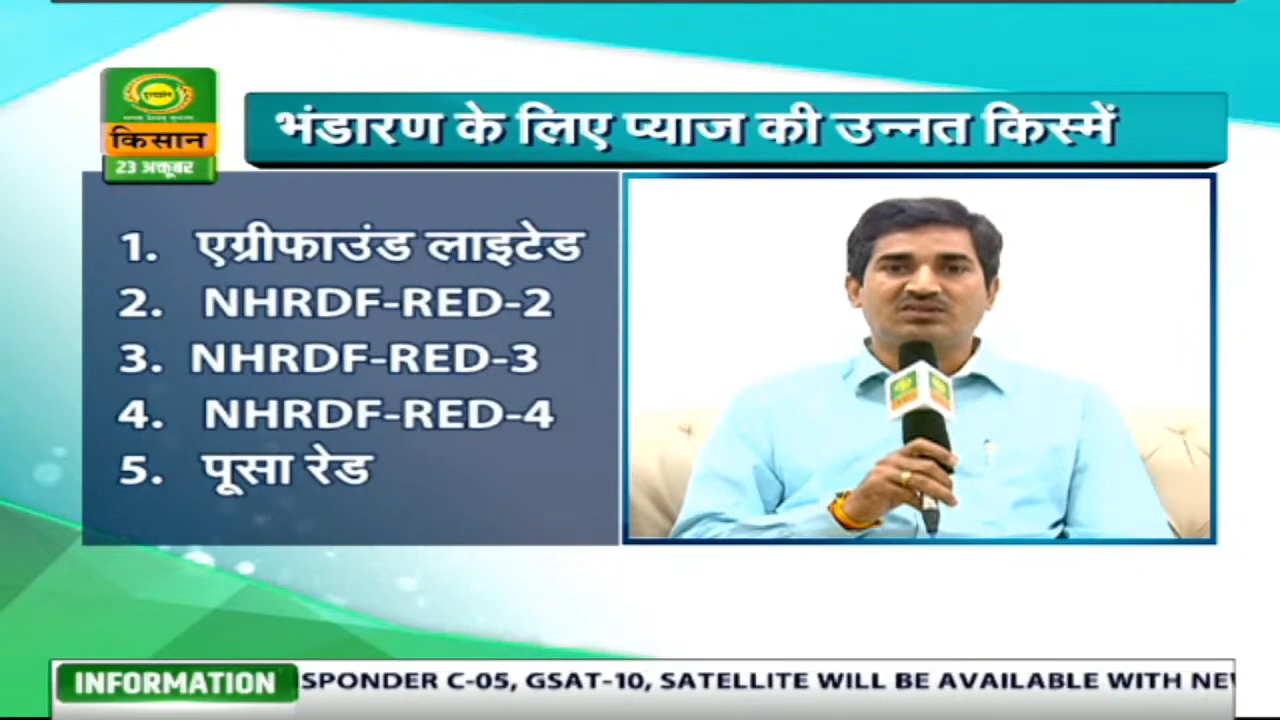 किसान
23 अक्तूबर
भंडारण के लिए प्याज की उन्नत किस्में
1. एग्रीफाउंड लाइटेड
2. NHRDF-RED-2
3. NHRDF-RED-3
4. NHRDF-RED-4
5. पूसा रेड
INFORMATION SPONDER C-05, GSAT-10, SATELLITE WILL BE AVAILABLE WITH NE